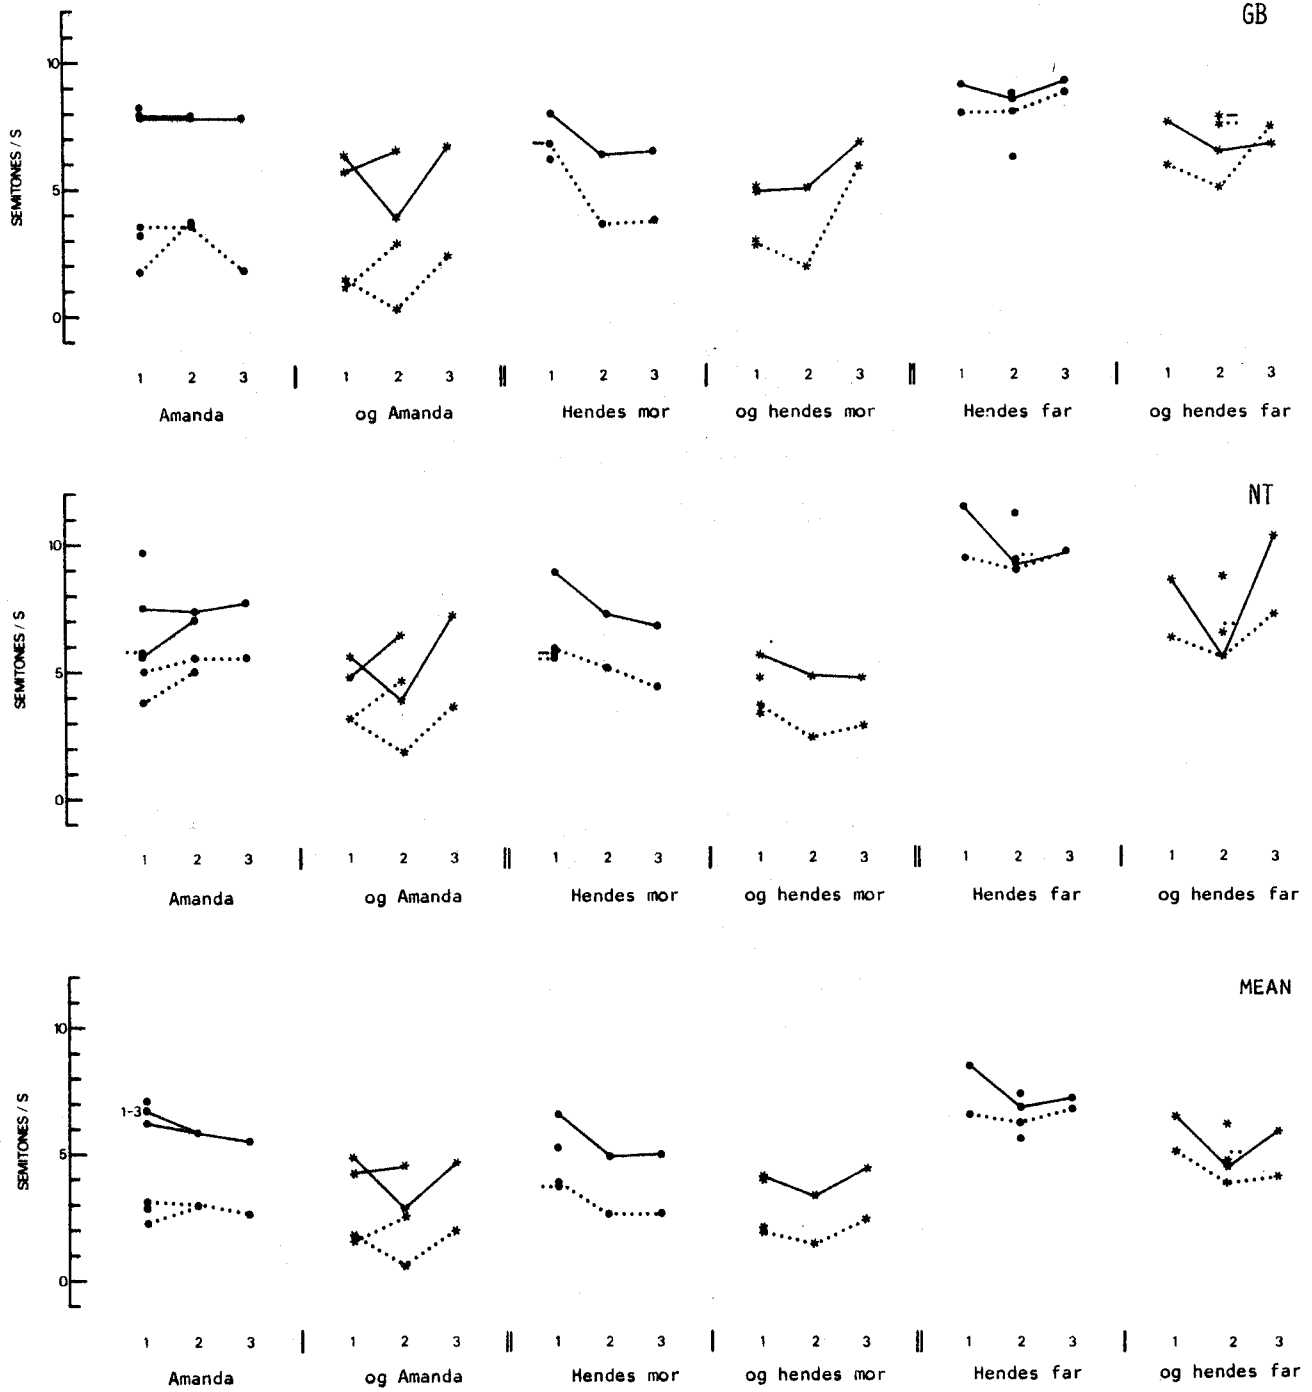 GB
10
SEMITONES / S
5
0
1 2 3 1 2 3 1 2 3 1 2 3 1 2 3 1 2 3
Amanda og Amanda Hendes mor og hendes mor Hendes far og hendes far
NT
10
SEMITONES / S
5
0
1 2 3 1 2 3 1 2 3 1 2 3 1 2 3 1 2 3
Amanda og Amanda Hendes mor og hendes mor Hendes far og hendes far
MEAN
10
1-3
SEMITONES / S
5
0
1 2 3 1 2 3 1 2 3 1 2 3 1 2 3 1 2 3
Amanda og Amanda Hendes mor og hendes mor Hendes far og hendes far